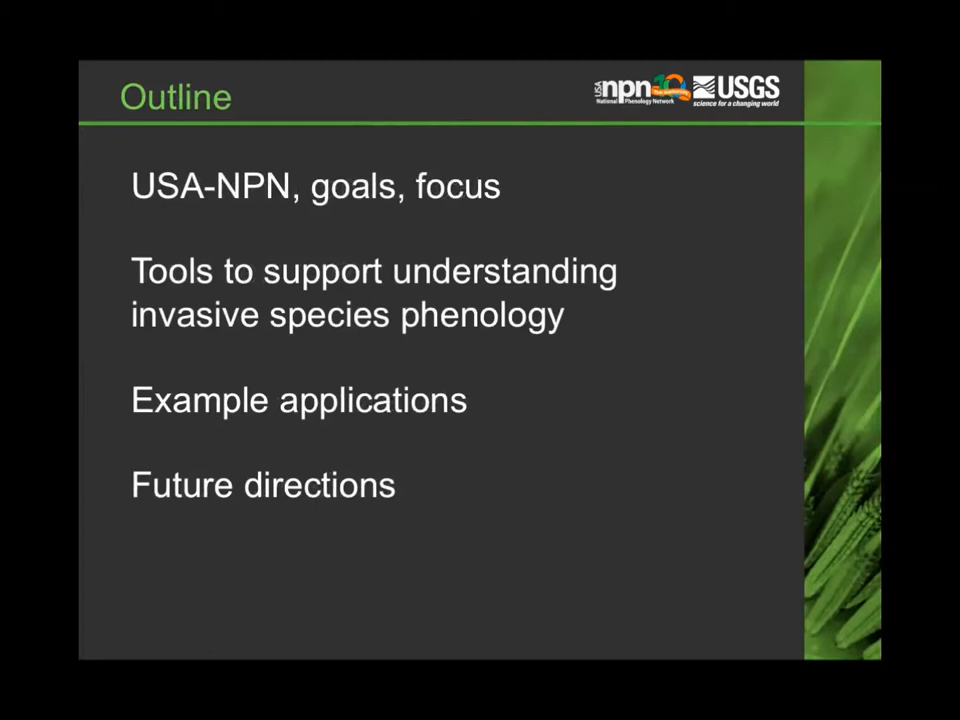 Outline
USA npn 10
National Phenology Network
USGS
science for a changing world
USA-NPN, goals, focus
Tools to support understanding
invasive species phenology
Example applications
Future directions